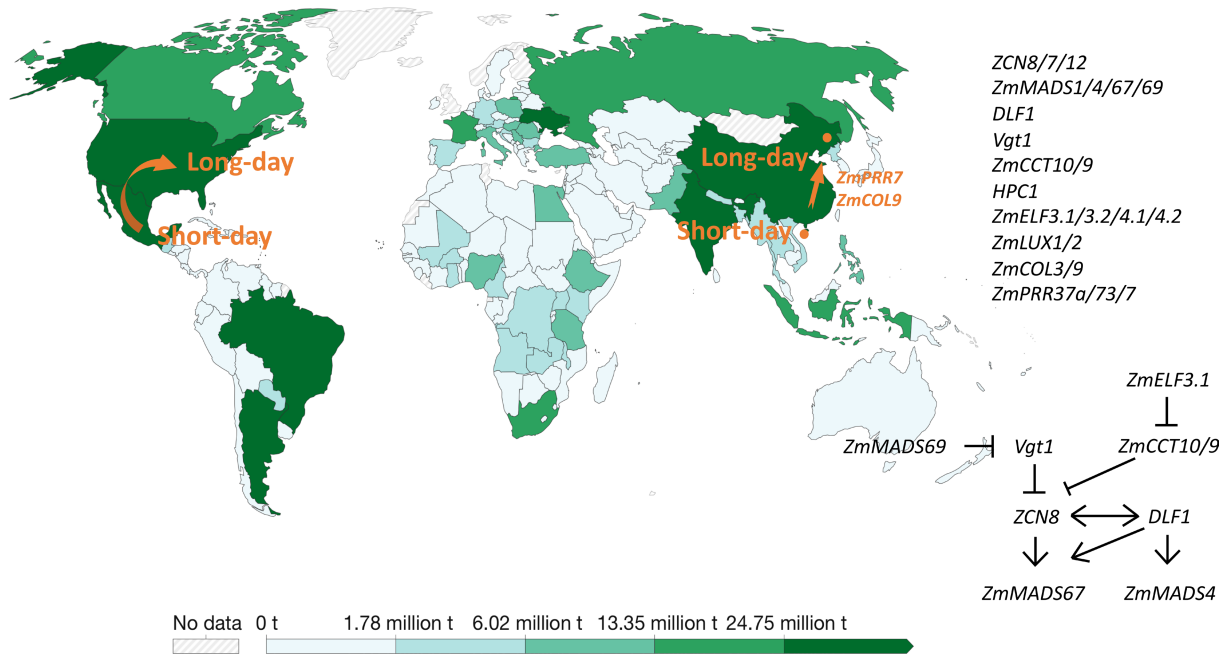 Long-day
Short-day
Long-day
ZmPRR7
ZmCOL9
Short-day
ZCN8/7/12
ZmMADS1/4/67/69
DLF1
Vgt1
ZmCCT10/9
HPC1
ZmELF3.1/3.2/4.1/4.2
ZmLUX1/2
ZmCOL3/9
ZmPRR37a/73/7
ZmELF3.1
ZmMADS69 Vgt1 ZmCCT10/9
ZCN8 DLF1
ZmMADS67 ZmMADS4
No data 0 t 1.78 million t 6.02 million t 13.35 million t 24.75 million t